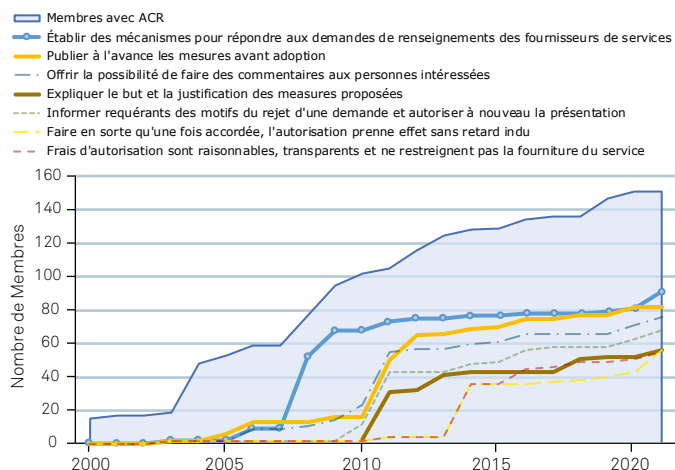 Membres avec ACR
Établir des mécanismes pour répondre aux demandes de renseignements des fournisseurs de services
Publier à l'avance les mesures avant adoption
Offrir la possibilité de faire des commentaires aux personnes intéressées
Expliquer le but et la justification des mesures proposées
Informer requérants des motifs du rejet d'une demande et autoriser à nouveau la présentation
Faire en sorte qu'une fois accordée, l'autorisation prenne effet sans retard indu
Frais d'autorisation sont raisonnables, transparents et ne restreignent pas la fourniture du service
Nombre de Membres
160
140
120
100
80
60
40
20
0
2000 2005 2010 2015 2020